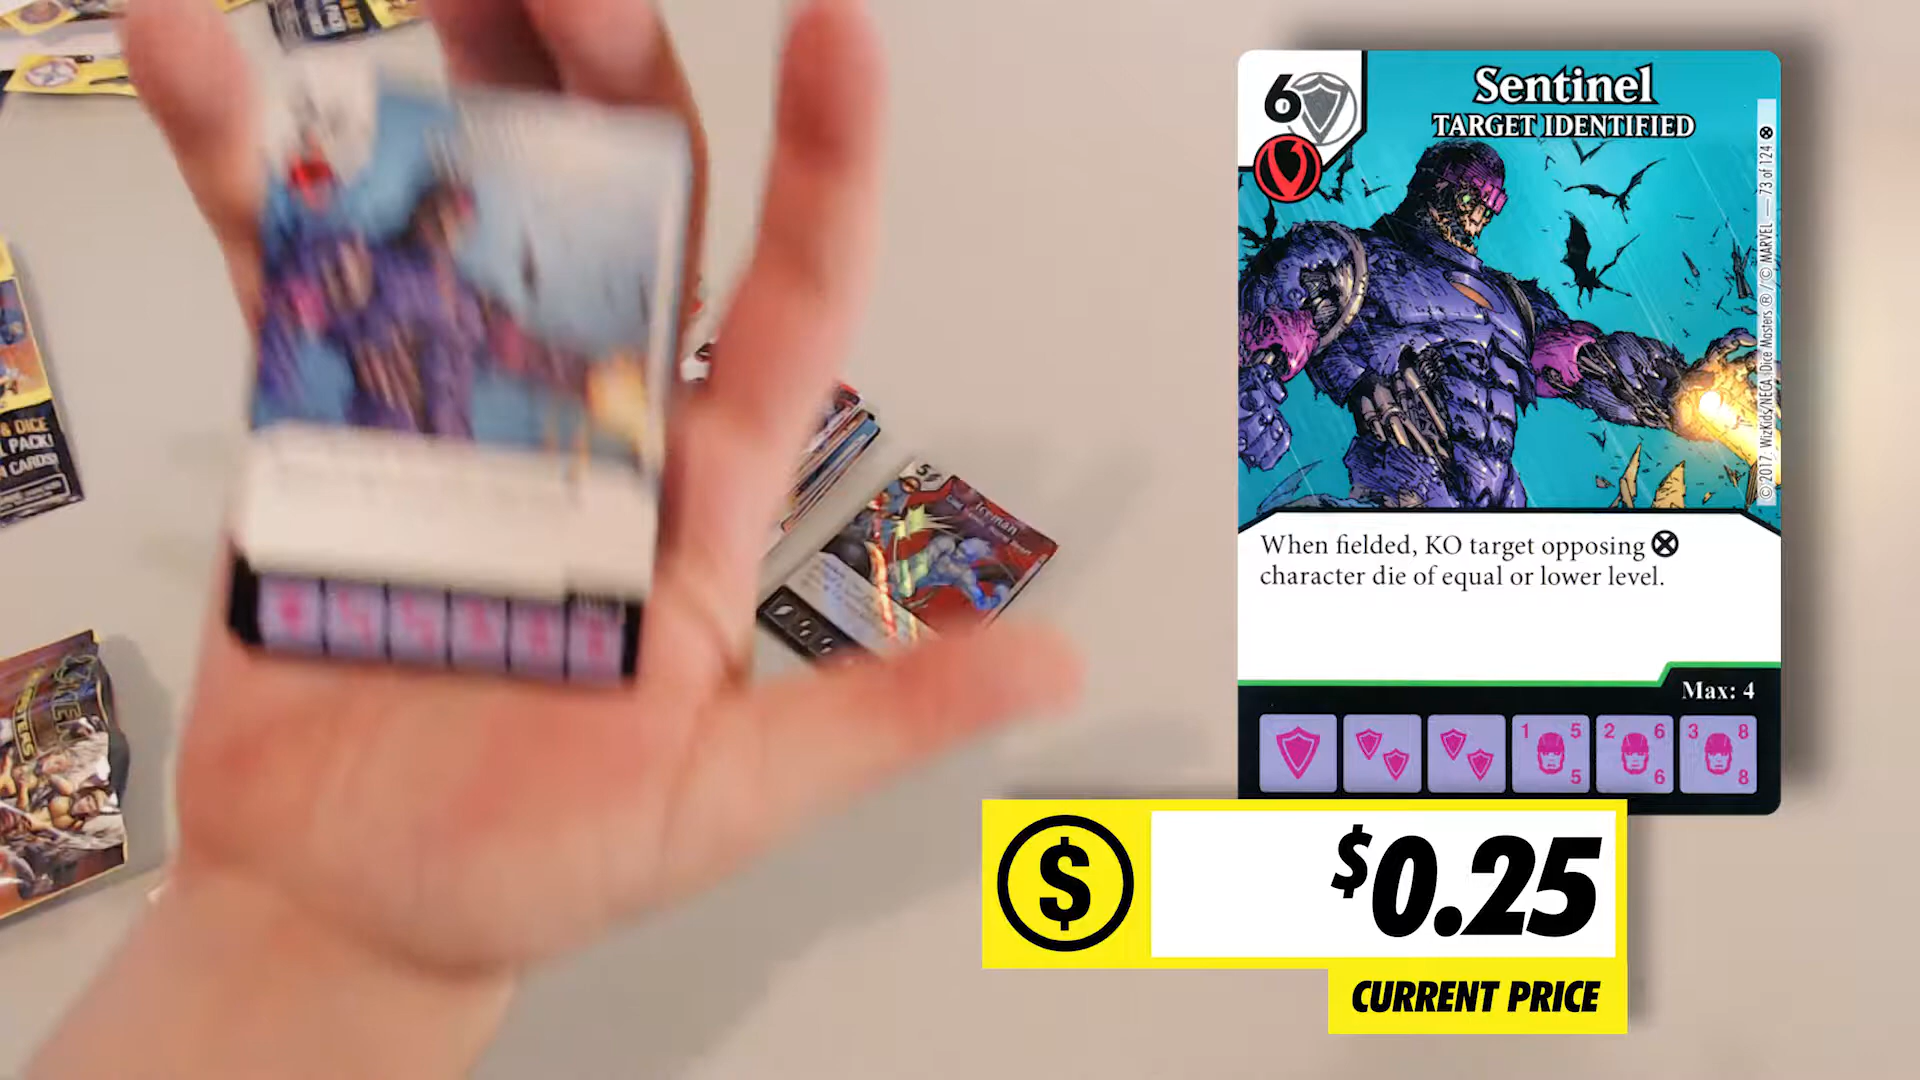 6
Sentinel
TARGET IDENTIFIED
© 2017. WizKids/NECA. Dice Masters ® / © MARVEL — 73 of 124
When fielded, KO target opposing
character die of equal or lower level.
Max: 4
1 5 5
2 6 6
3 8 8
$
$0.25
CURRENT PRICE
5
Iceman
& DICE
PACK!
CARDS!